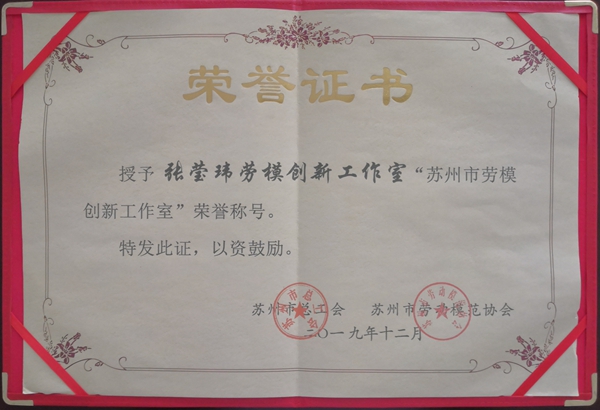 荣誉证书
授予 张莹玮劳模创新工作室“苏州市劳模
创新工作室”荣誉称号。
特发此证，以资鼓励。
苏州市总工会 苏州市劳动模范协会
二〇一九年十二月